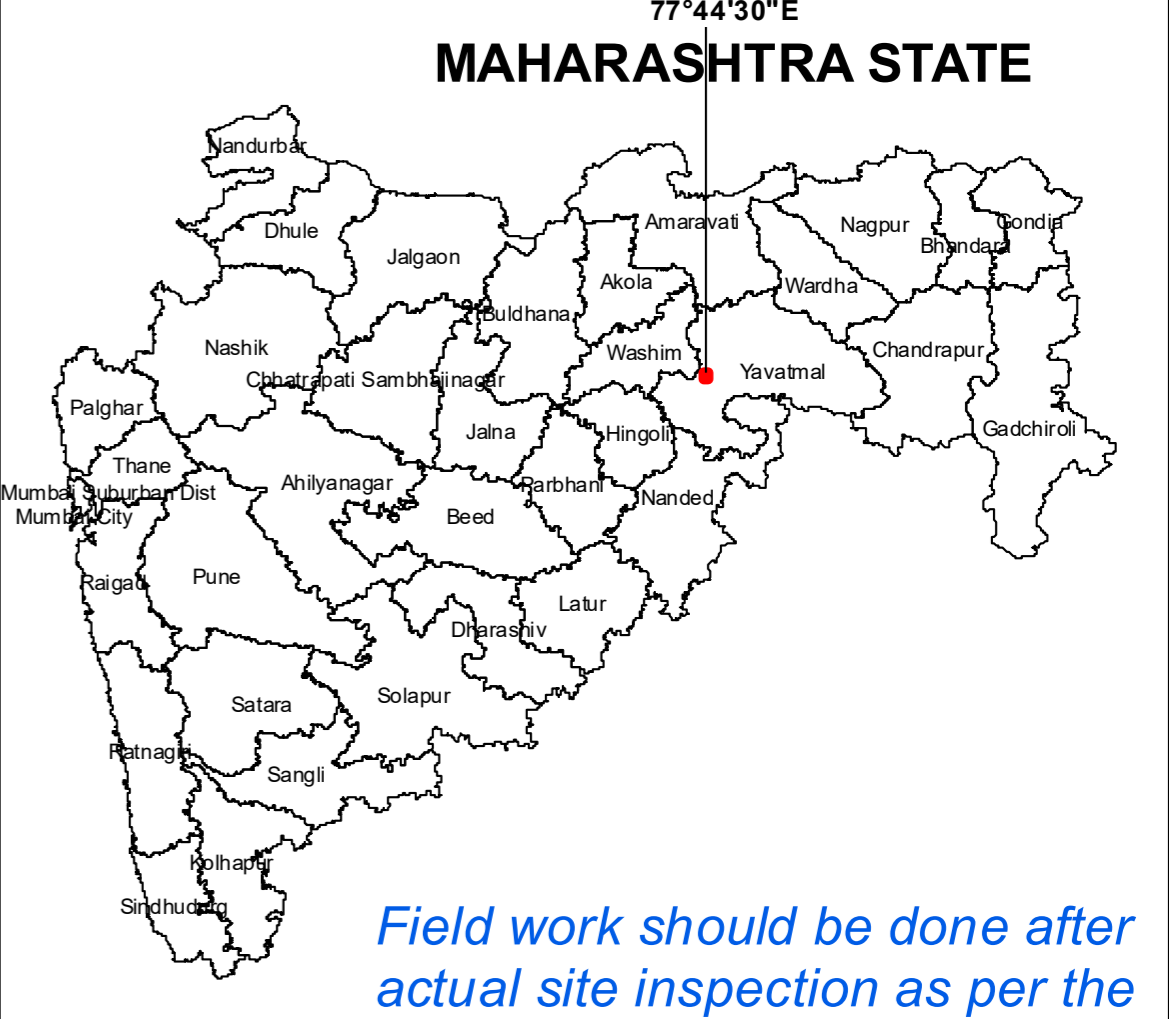 77°44'30"E
MAHARASHTRA STATE
Nandurbar
Dhule
Jalgaon
Amaravati
Nagpur
Bhandara
Gondia
Akola
Wardha
Buldhana
Nashik
Washim
Chandrapur
Chhatrapati Sambhajinagar
Yavatmal
Palghar
Jalna
Hingoli
Gadchiroli
Thane
Ahilyanagar
Parbhani
Mumbai Suburban Dist
Nanded
Mumbai City
Beed
Raigad
Pune
Latur
Dharashiv
Satara
Solapur
Ratnagiri
Sangli
Kolhapur
Sindhudurg
Field work should be done after
actual site inspection as per the